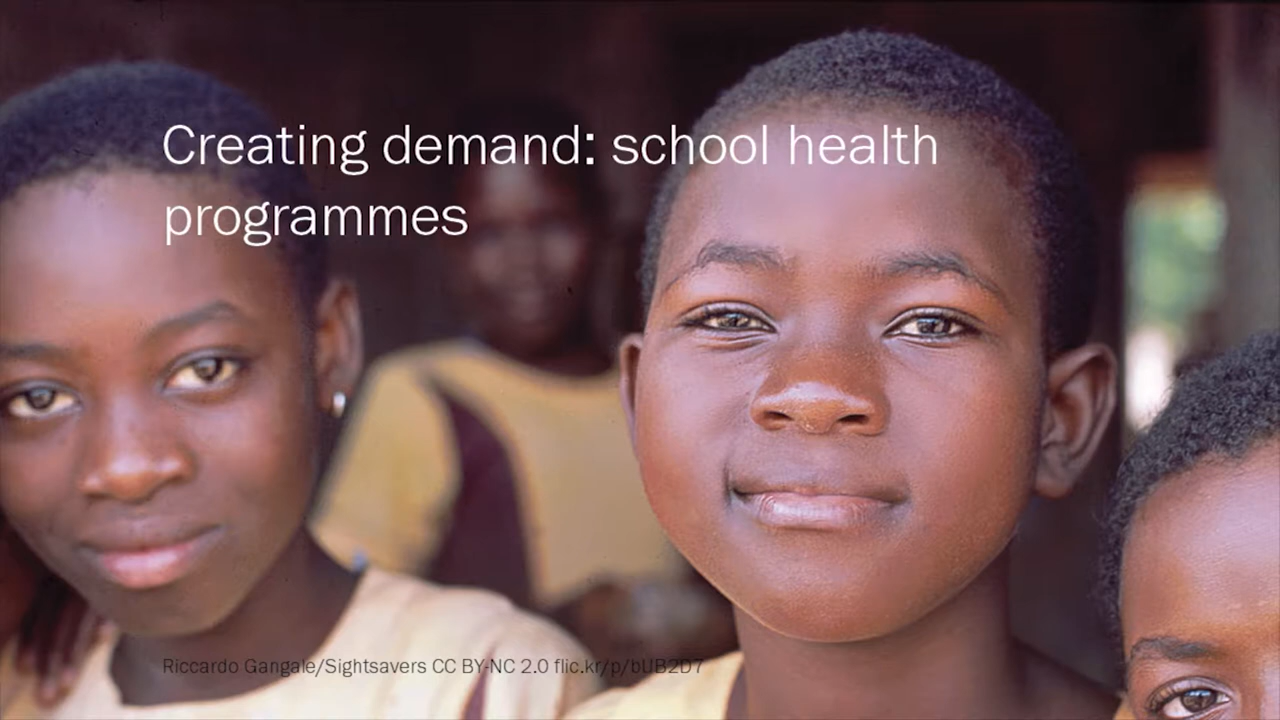 Creating demand: school health
programmes
Riccardo Gangale/Sightsavers CC BY-NC 2.0 flic.kr/p/bUB2D7